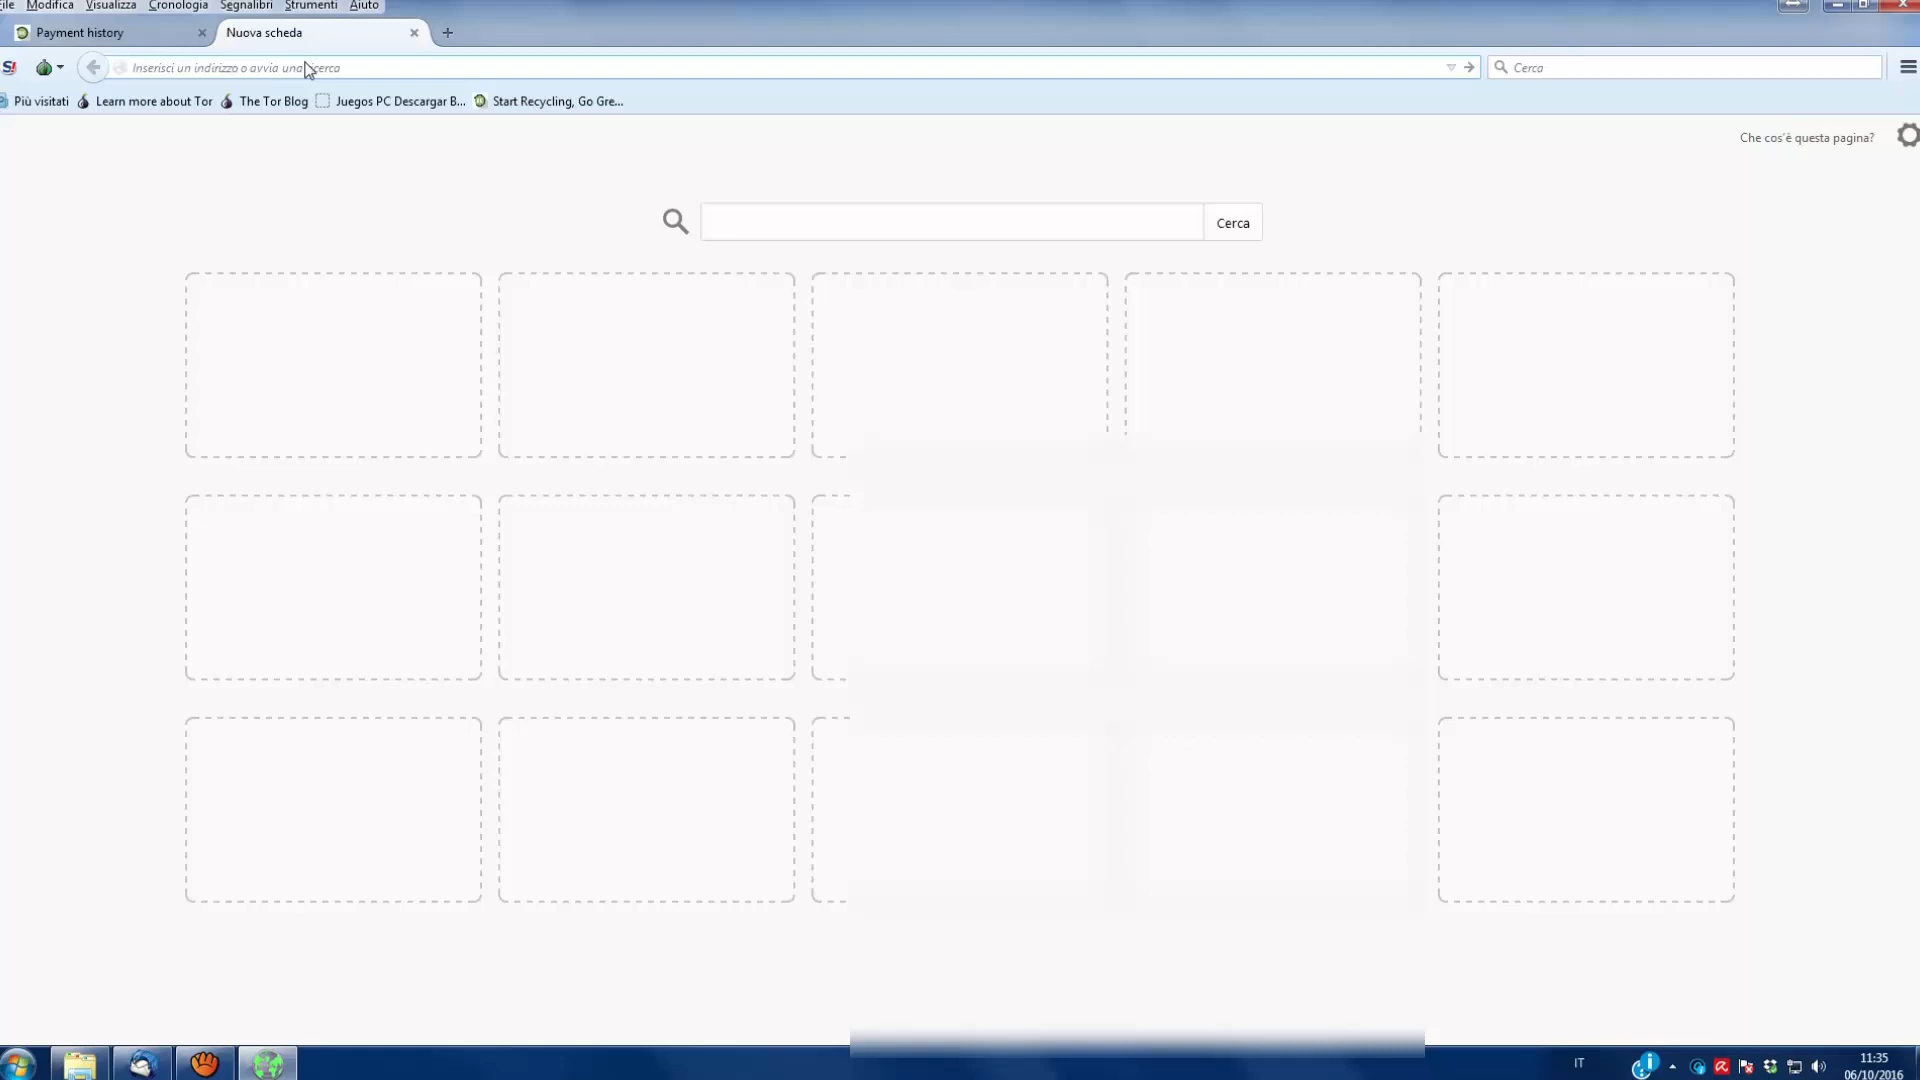 ile Modifica Visualizza Cronologia Segnalibri Strumenti Aiuto
Payment history Nuova scheda
S! Inserisci un indirizzo o avvia una ricerca Cerca
Più visitati Learn more about Tor The Tor Blog Juegos PC Descargar B... Start Recycling, Go Gre...
Che cos'è questa pagina?
Cerca
IT
11:35
06/10/2016